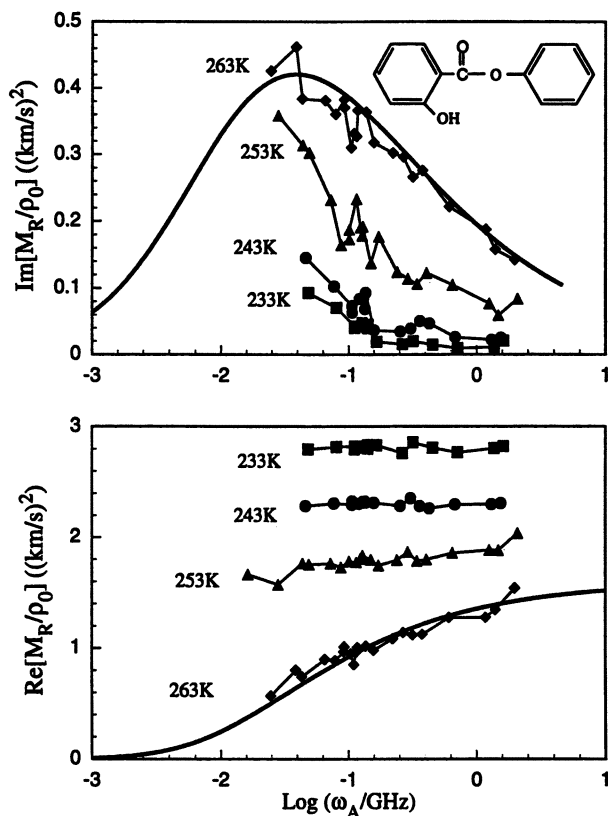 Im[M_R/ρ_0] ((km/s)^2)
0.5
0.4
0.3
0.2
0.1
0
263K
253K
243K
233K
O
C
O
OH
-3
-2
-1
0
1
Re[M_R/ρ_0] ((km/s)^2)
3
2
1
0
233K
243K
253K
263K
-3
-2
-1
0
1
Log (ω_A/GHz)